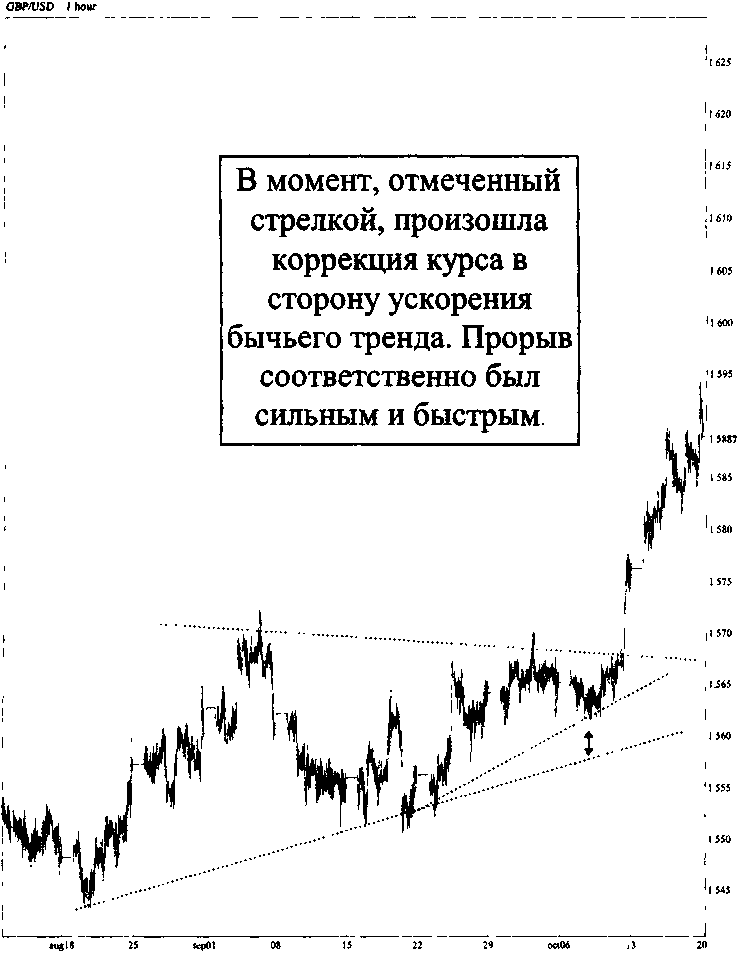 GBP/USD 1 hour
1 625
1 620
В момент, отмеченный
стрелкой, произошла
коррекция курса в
сторону ускорения
бычьего тренда. Прорыв
соответственно был
сильным и быстрым.
1 615
1 610
1 605
1 600
1 595
1 587
1 585
1 580
1 575
1 570
1 565
1 560
1 555
1 550
1 545
aug18 25 sep01 08 15 22 29 oct06 13 20